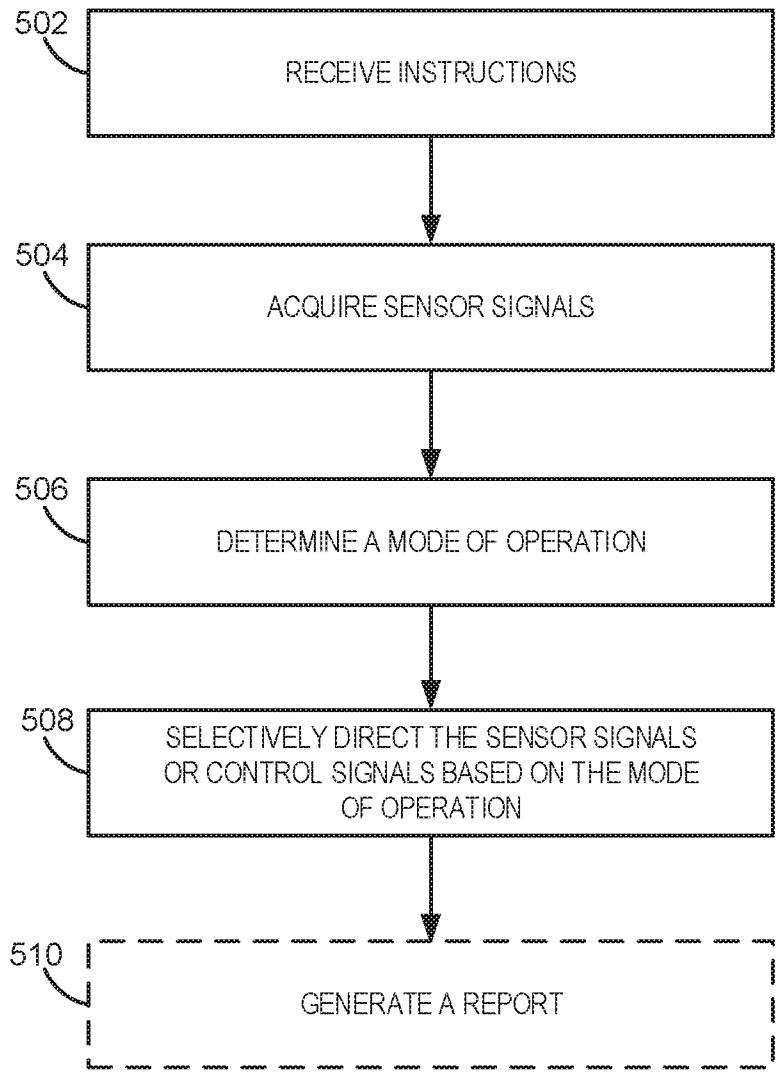 502
RECEIVE INSTRUCTIONS
504
ACQUIRE SENSOR SIGNALS
506
DETERMINE A MODE OF OPERATION
508
SELECTIVELY DIRECT THE SENSOR SIGNALS
OR CONTROL SIGNALS BASED ON THE MODE
OF OPERATION
510
GENERATE A REPORT